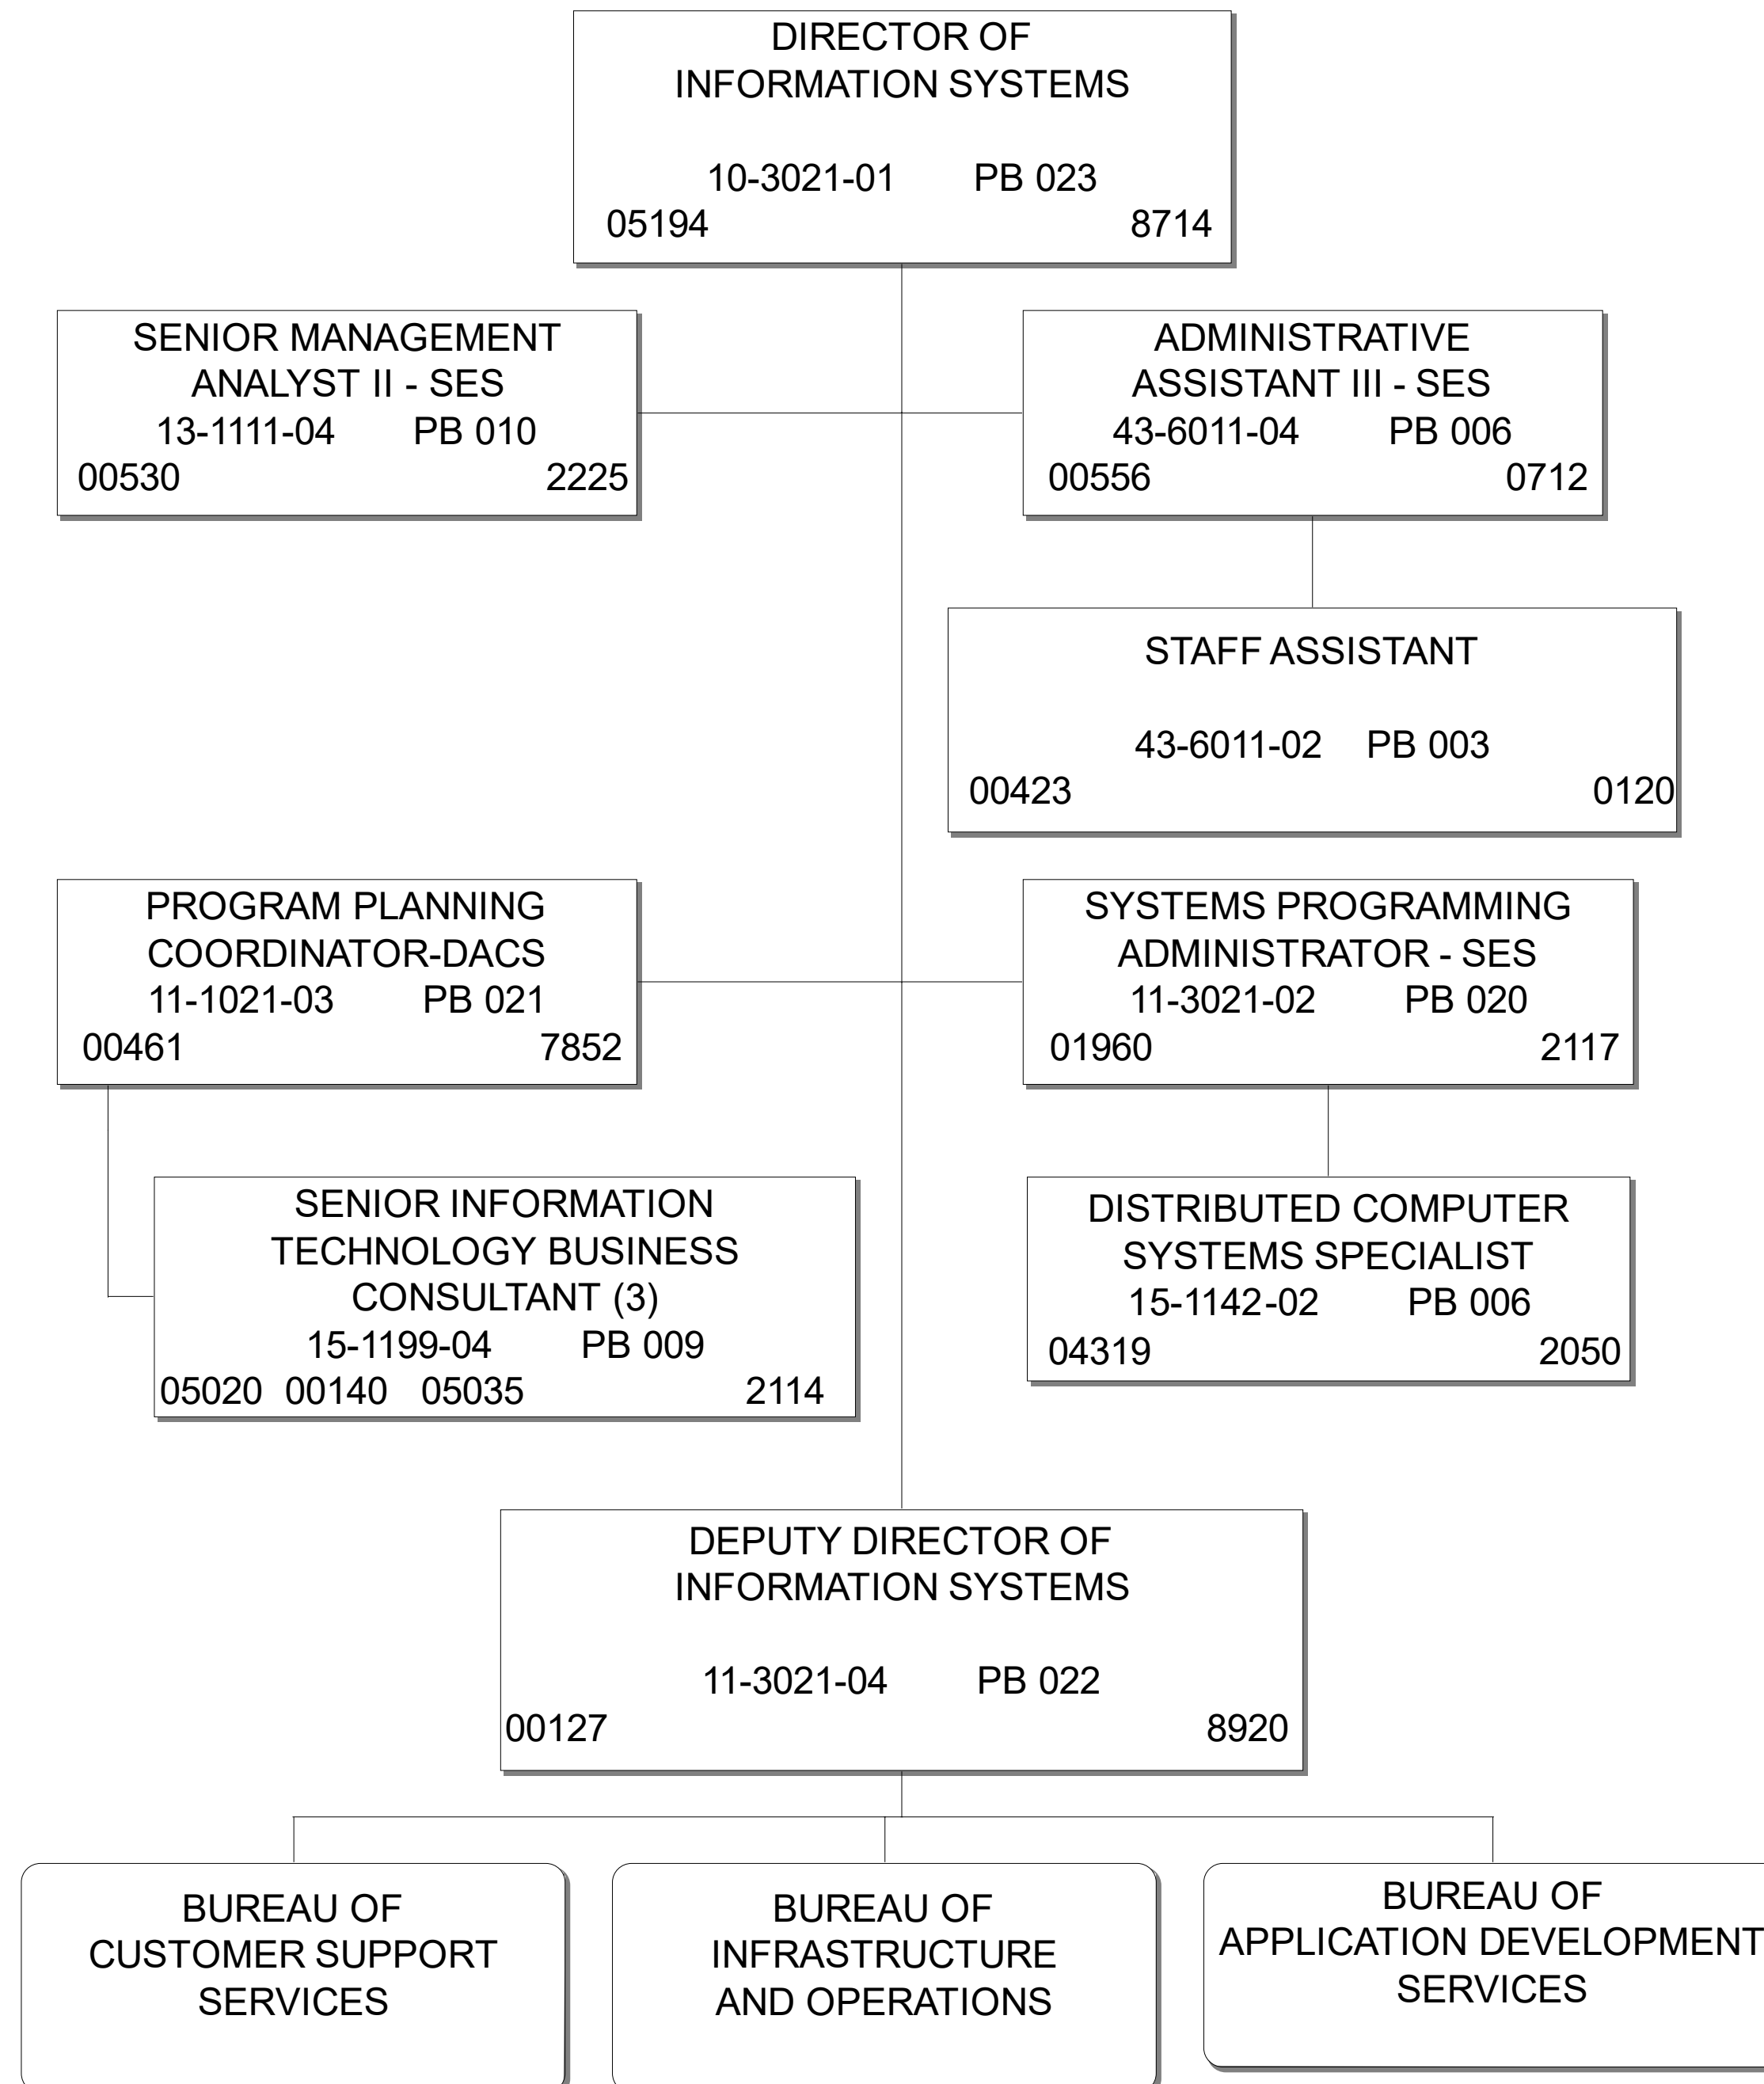 DIRECTOR OF
INFORMATION SYSTEMS
10-3021-01 PB 023
05194 8714
SENIOR MANAGEMENT
ANALYST II - SES
13-1111-04 PB 010
00530 2225
ADMINISTRATIVE
ASSISTANT III - SES
43-6011-04 PB 006
00556 0712
STAFF ASSISTANT
43-6011-02 PB 003
00423 0120
PROGRAM PLANNING
COORDINATOR-DACS
11-1021-03 PB 021
00461 7852
SYSTEMS PROGRAMMING
ADMINISTRATOR - SES
11-3021-02 PB 020
01960 2117
SENIOR INFORMATION
TECHNOLOGY BUSINESS
CONSULTANT (3)
15-1199-04 PB 009
05020 00140 05035 2114
DISTRIBUTED COMPUTER
SYSTEMS SPECIALIST
15-1142-02 PB 006
04319 2050
DEPUTY DIRECTOR OF
INFORMATION SYSTEMS
11-3021-04 PB 022
00127 8920
BUREAU OF
CUSTOMER SUPPORT
SERVICES
BUREAU OF
INFRASTRUCTURE
AND OPERATIONS
BUREAU OF
APPLICATION DEVELOPMENT
SERVICES